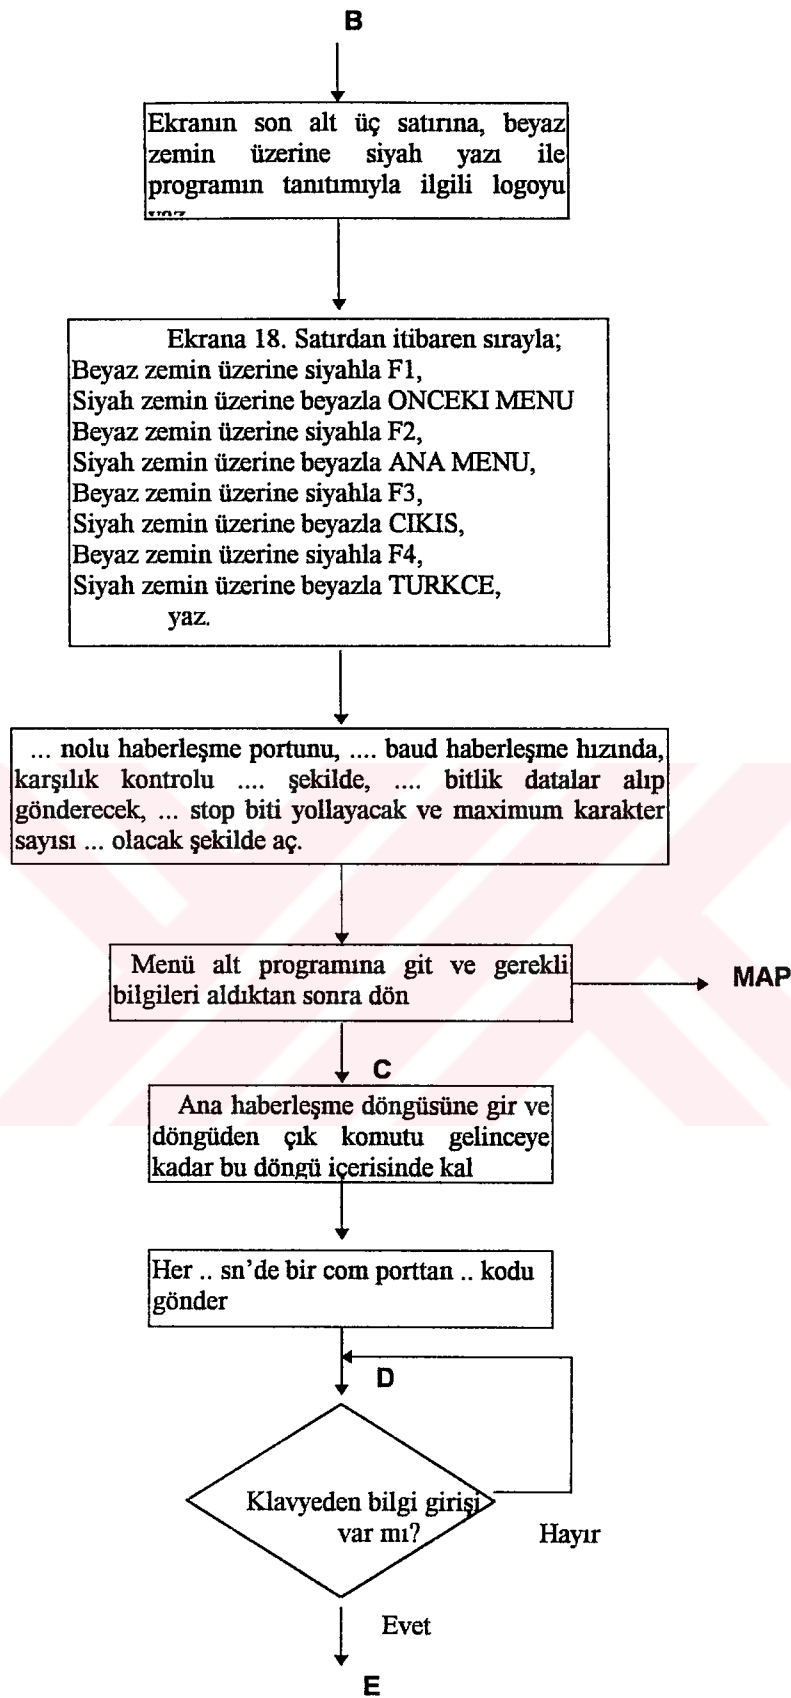 B
Ekranın son alt üç satırına, beyaz
zemin üzerine siyah yazı ile
programın tanıtımıyla ilgili logoyu
Ekrana 18. Satırdan itibaren sırayla;
Beyaz zemin üzerine siyahla F1,
Siyah zemin üzerine beyazla ONCEKI MENU
Beyaz zemin üzerine siyahla F2,
Siyah zemin üzerine beyazla ANA MENU,
Beyaz zemin üzerine siyahla F3,
Siyah zemin üzerine beyazla CIKIS,
Beyaz zemin üzerine siyahla F4,
Siyah zemin üzerine beyazla TURKCE,
yaz.
... nolu haberleşme portunu, .... baud haberleşme hızında,
karşılık kontrolu .... şekilde, .... bitlik datalar alıp
gönderecek, ... stop biti yollayacak ve maximum karakter
sayısı ... olacak şekilde aç.
Menü alt programına git ve gerekli
bilgileri aldıktan sonra dön
MAP
C
Ana haberleşme döngüsüne gir ve
döngüden çık komutu gelinceye
kadar bu döngü içerisinde kal
Her .. sn'de bir com porttan .. kodu
gönder
D
Klavyeden bilgi girişi
var mı?
Hayır
Evet
E